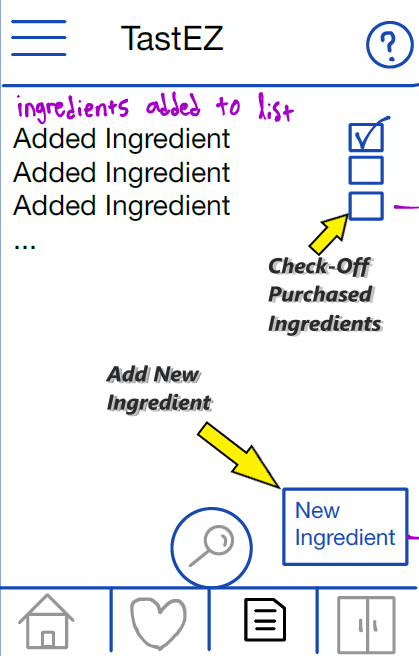 TastEZ
?
ingredients added to list
Added Ingredient
Added Ingredient
Added Ingredient
...
Check-Off
Purchased
Ingredients
Add New
Ingredient
New
Ingredient